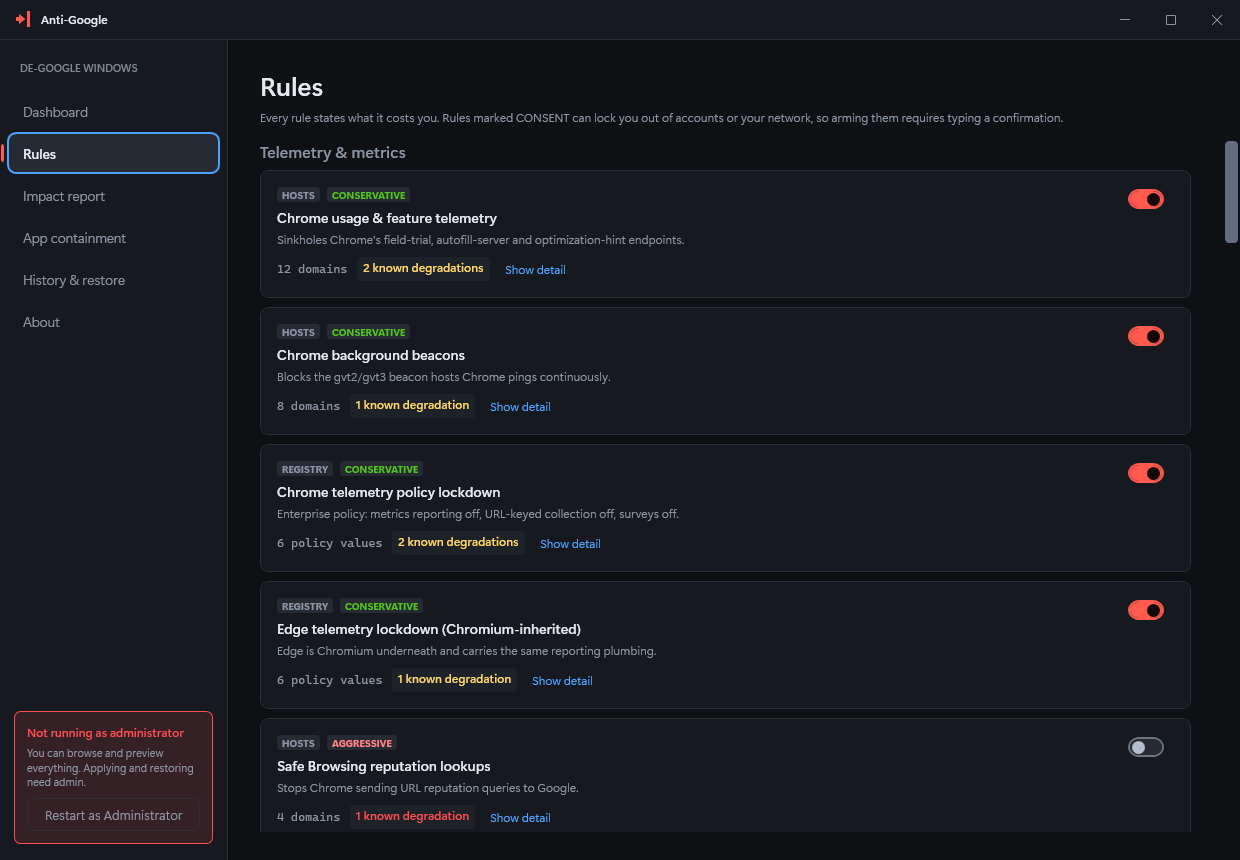 Anti-Google
DE-GOOGLE WINDOWS
Dashboard
Rules
Impact report
App containment
History & restore
About
Not running as administrator
You can browse and preview
everything. Applying and restoring
need admin.
Restart as Administrator
Rules
Every rule states what it costs you. Rules marked CONSENT can lock you out of accounts or your network, so arming them requires typing a confirmation.
Telemetry & metrics
HOSTS CONSERVATIVE
Chrome usage & feature telemetry
Sinkholes Chrome's field-trial, autofill-server and optimization-hint endpoints.
12 domains 2 known degradations Show detail
HOSTS CONSERVATIVE
Chrome background beacons
Blocks the gvt2/gvt3 beacon hosts Chrome pings continuously.
8 domains 1 known degradation Show detail
REGISTRY CONSERVATIVE
Chrome telemetry policy lockdown
Enterprise policy: metrics reporting off, URL-keyed collection off, surveys off.
6 policy values 2 known degradations Show detail
REGISTRY CONSERVATIVE
Edge telemetry lockdown (Chromium-inherited)
Edge is Chromium underneath and carries the same reporting plumbing.
6 policy values 1 known degradation Show detail
HOSTS AGGRESSIVE
Safe Browsing reputation lookups
Stops Chrome sending URL reputation queries to Google.
4 domains 1 known degradation Show detail